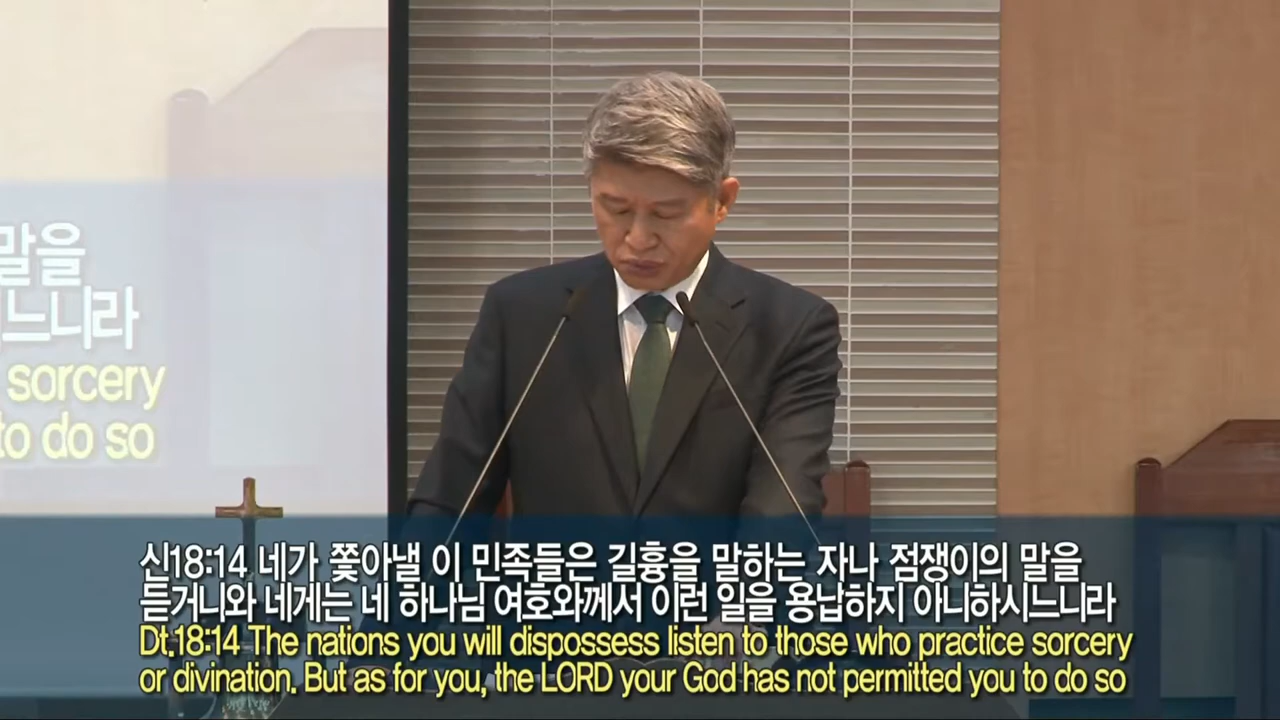 말을
느니라
sorcery
to do so
신18:14 네가 쫓아낼 이 민족들은 길흉을 말하는 자나 점쟁이의 말을
듣거니와 네게는 네 하나님 여호와께서 이런 일을 용납하지 아니하시느니라
Dt.18:14 The nations you will dispossess listen to those who practice sorcery
or divination. But as for you, the LORD your God has not permitted you to do so